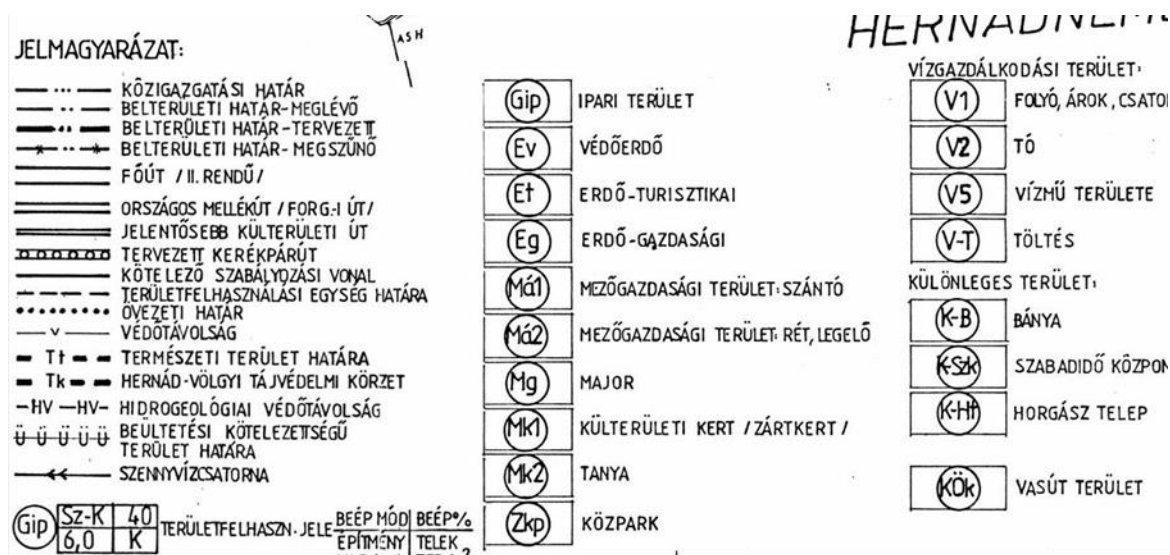 ASH
JELMAGYARÁZAT:
KÖZIGAZGATÁSI HATÁR
BELTERÜLETI HATÁR-MEGLÉVŐ
BELTERÜLETI HATÁR-TERVEZETT
BELTERÜLETI HATÁR-MEGSZŰNŐ
FŐÚT /II. RENDŰ/
ORSZÁGOS MELLÉKÚT /FORG.-I ÚT/
JELENTŐSEBB KÜLTERÜLETI ÚT
TERVEZETT KERÉKPÁRÚT
KÖTELEZŐ SZABÁLYOZÁSI VONAL
TERÜLETFELHASZNÁLÁSI EGYSÉG HATÁRA
ÖVEZETI HATÁR
V VÉDŐTÁVOLSÁG
Tt TERMÉSZETI TERÜLET HATÁRA
Tk HERNÁD-VÖLGYI TÁJVÉDELMI KÖRZET
HV HV HIDROGEOLÓGIAI VÉDŐTÁVOLSÁG
Ü Ü Ü Ü Ü BEÜLTETÉSI KÖTELEZETTSÉGŰ
TERÜLET HATÁRA
SZENNYVÍZCSATORNA
Gip Sz-K 40 TERÜLETFELHASZN. JELE BEÉP MÓD BEÉP%
6,0 K ÉPÍTMÉNY TELEK
Gip IPARI TERÜLET
Ev VÉDŐERDŐ
Et ERDŐ-TURISZTIKAI
Eg ERDŐ-GAZDASÁGI
Má1 MEZŐGAZDASÁGI TERÜLET: SZÁNTÓ
Má2 MEZŐGAZDASÁGI TERÜLET: RÉT, LEGELŐ
Mg MAJOR
Mk1 KÜLTERÜLETI KERT /ZÁRTKERT/
Mk2 TANYA
Zkp KÖZPARK
HERNÁDNÉM
VÍZGAZDÁLKODÁSI TERÜLET:
V1 FOLYÓ, ÁROK, CSATO
V2 TÓ
V5 VÍZMŰ TERÜLETE
V-T TÖLTÉS
KÜLÖNLEGES TERÜLET:
K-B BÁNYA
K-Szk SZABADIDŐ KÖZPON
K-Ht HORGÁSZ TELEP
KÖk VASÚT TERÜLET